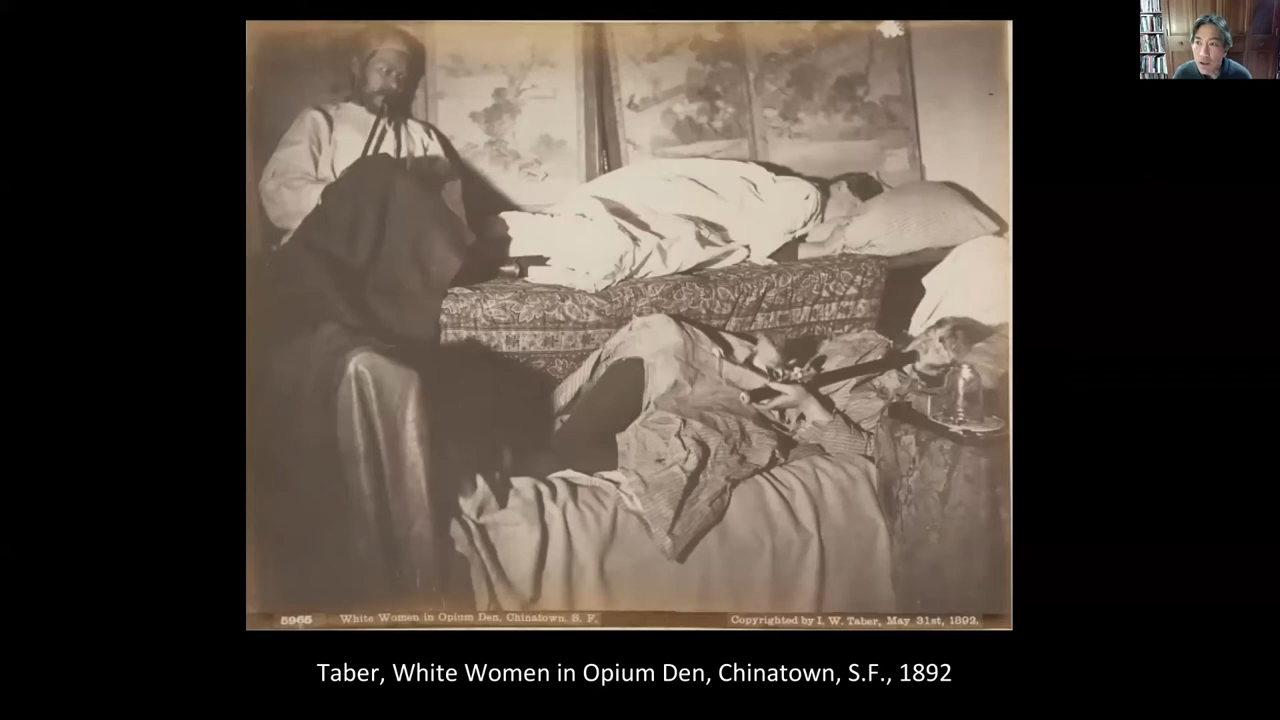 5965 White Women in Opium Den, Chinatown, S. F. Copyrighted by I. W. Taber, May 31st, 1892.
Taber, White Women in Opium Den, Chinatown, S.F., 1892